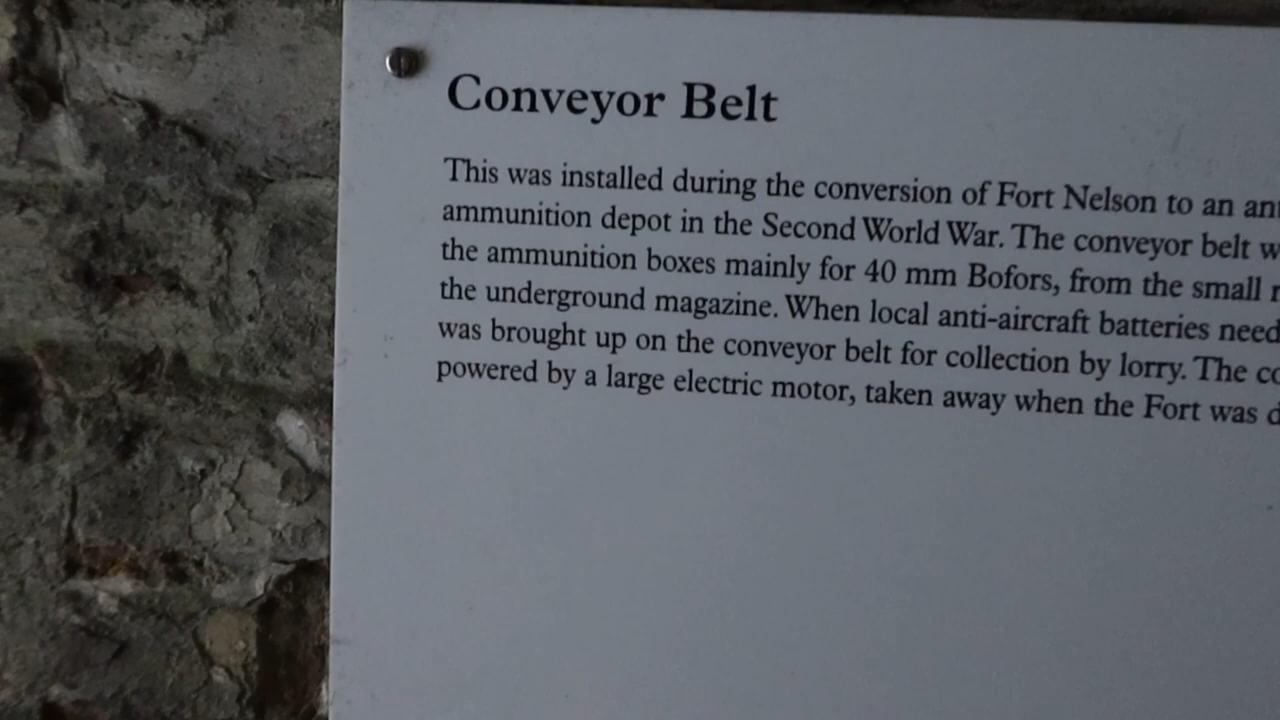 Conveyor Belt
This was installed during the conversion of Fort Nelson to an
ammunition depot in the Second World War. The conveyor belt
the ammunition boxes mainly for 40 mm Bofors, from the small
the underground magazine. When local anti-aircraft batteries need
was brought up on the conveyor belt for collection by lorry. The
powered by a large electric motor, taken away when the Fort was